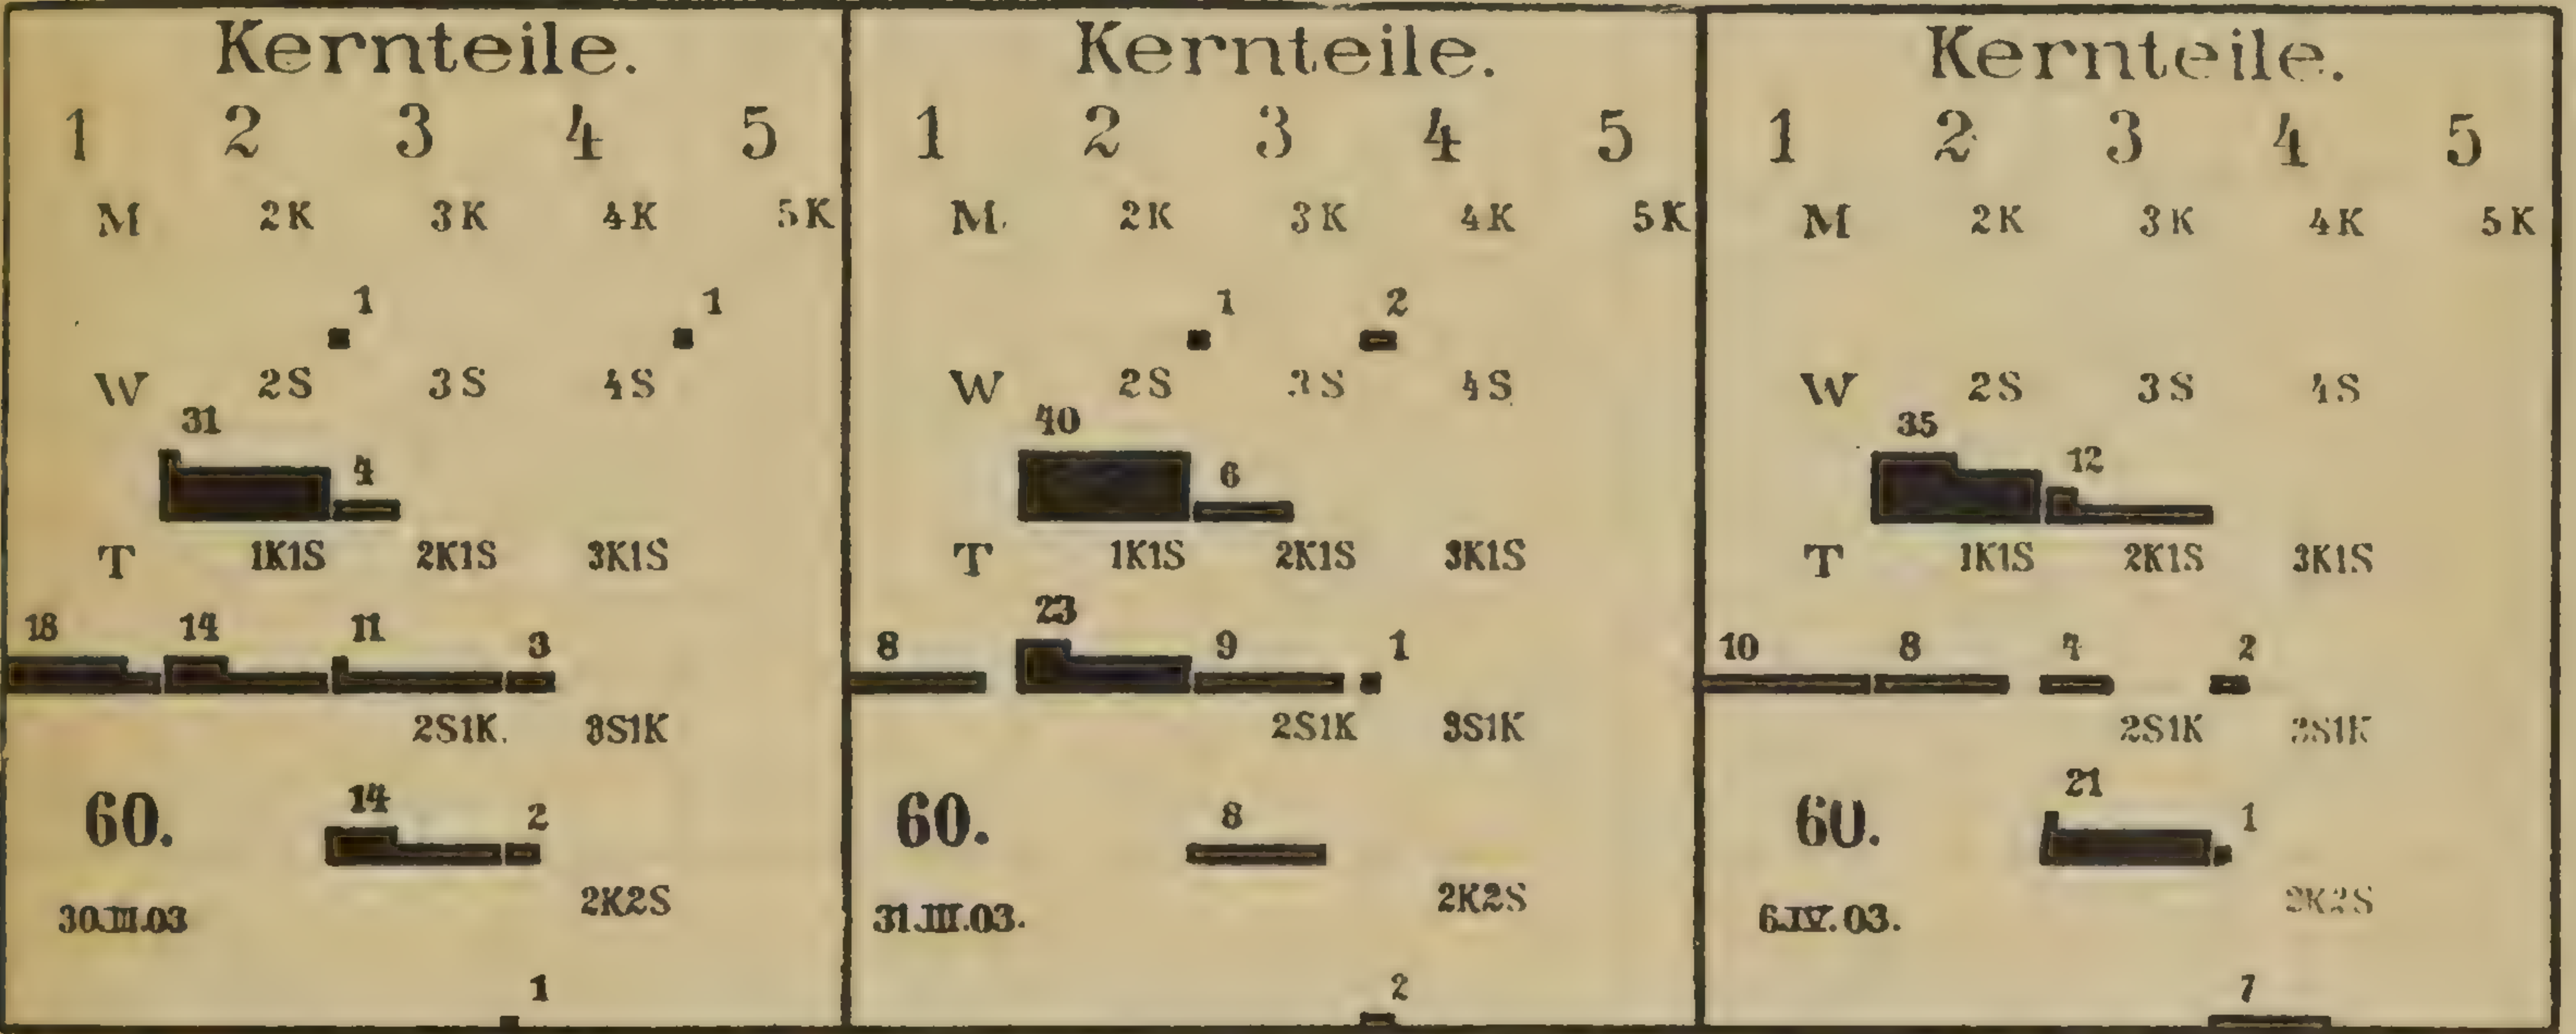 Kernteile.
1 2 3 4 5
M 2K 3K 4K 5K
1 1
W 2S 3S 4S
31
4
T 1K1S 2K1S 3K1S
18 14 11 3
2S1K. 3S1K
60. 14 2
30.III.03 2K2S
1
Kernteile.
1 2 3 4 5
M. 2K 3K 4K 5K
1 2
W 2S 3S 4S
40
6
T 1K1S 2K1S 3K1S
23
8 9 1
2S1K 3S1K
60. 8
31.III.03. 2K2S
2
Kernteile.
1 2 3 4 5
M 2K 3K 4K 5K
W 2S 3S 4S
35
12
T 1K1S 2K1S 3K1S
10 8 4 2
2S1K 3S1K
60. 21 1
6.IV.03. 2K2S
7